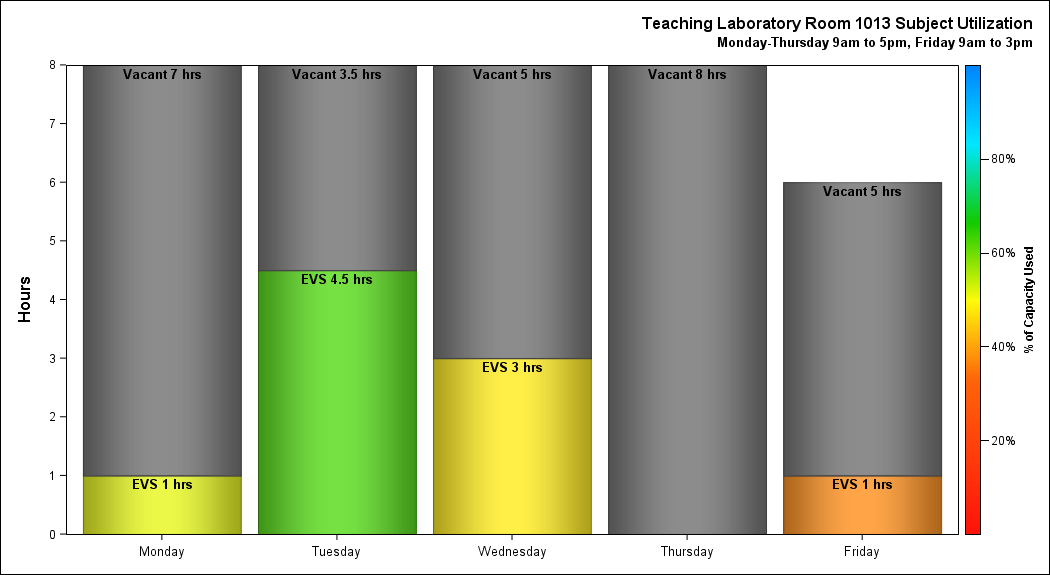 Teaching Laboratory Room 1013 Subject Utilization
Monday-Thursday 9am to 5pm, Friday 9am to 3pm
Hours
8
7
6
5
4
3
2
1
0
Vacant 7 hrs
EVS 1 hrs
Vacant 3.5 hrs
EVS 4.5 hrs
Vacant 5 hrs
EVS 3 hrs
Vacant 8 hrs
Vacant 5 hrs
EVS 1 hrs
Monday
Tuesday
Wednesday
Thursday
Friday
80%
60%
40%
20%
% of Capacity Used